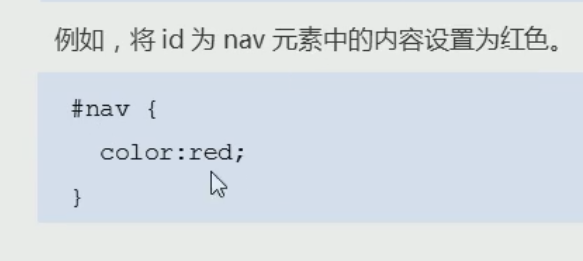 例如，将 id 为 nav 元素中的内容设置为红色。
#nav {
  color:red;
}